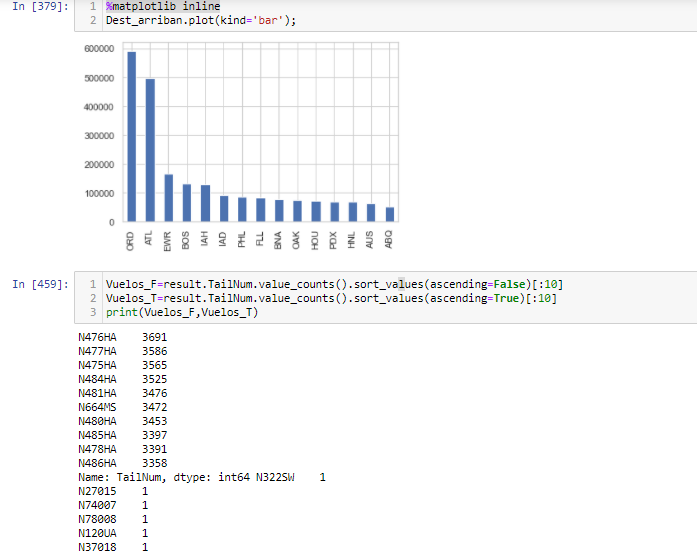 In [379]:
1 %matplotlib inline
2 Dest_arriban.plot(kind='bar');
600000
500000
400000
300000
200000
100000
0
ORD ATL EWR BOS IAH IAD PHL FLL BNA OAK HOU PDX HNL AUS ABQ
In [459]:
1 Vuelos_F=result.TailNum.value_counts().sort_values(ascending=False)[:10]
2 Vuelos_T=result.TailNum.value_counts().sort_values(ascending=True)[:10]
3 print(Vuelos_F,Vuelos_T)
N476HA 3691
N477HA 3586
N475HA 3565
N484HA 3525
N481HA 3476
N664MS 3472
N480HA 3453
N485HA 3397
N478HA 3391
N486HA 3358
Name: TailNum, dtype: int64 N322SW 1
N27015 1
N74007 1
N78008 1
N120UA 1
N37018 1